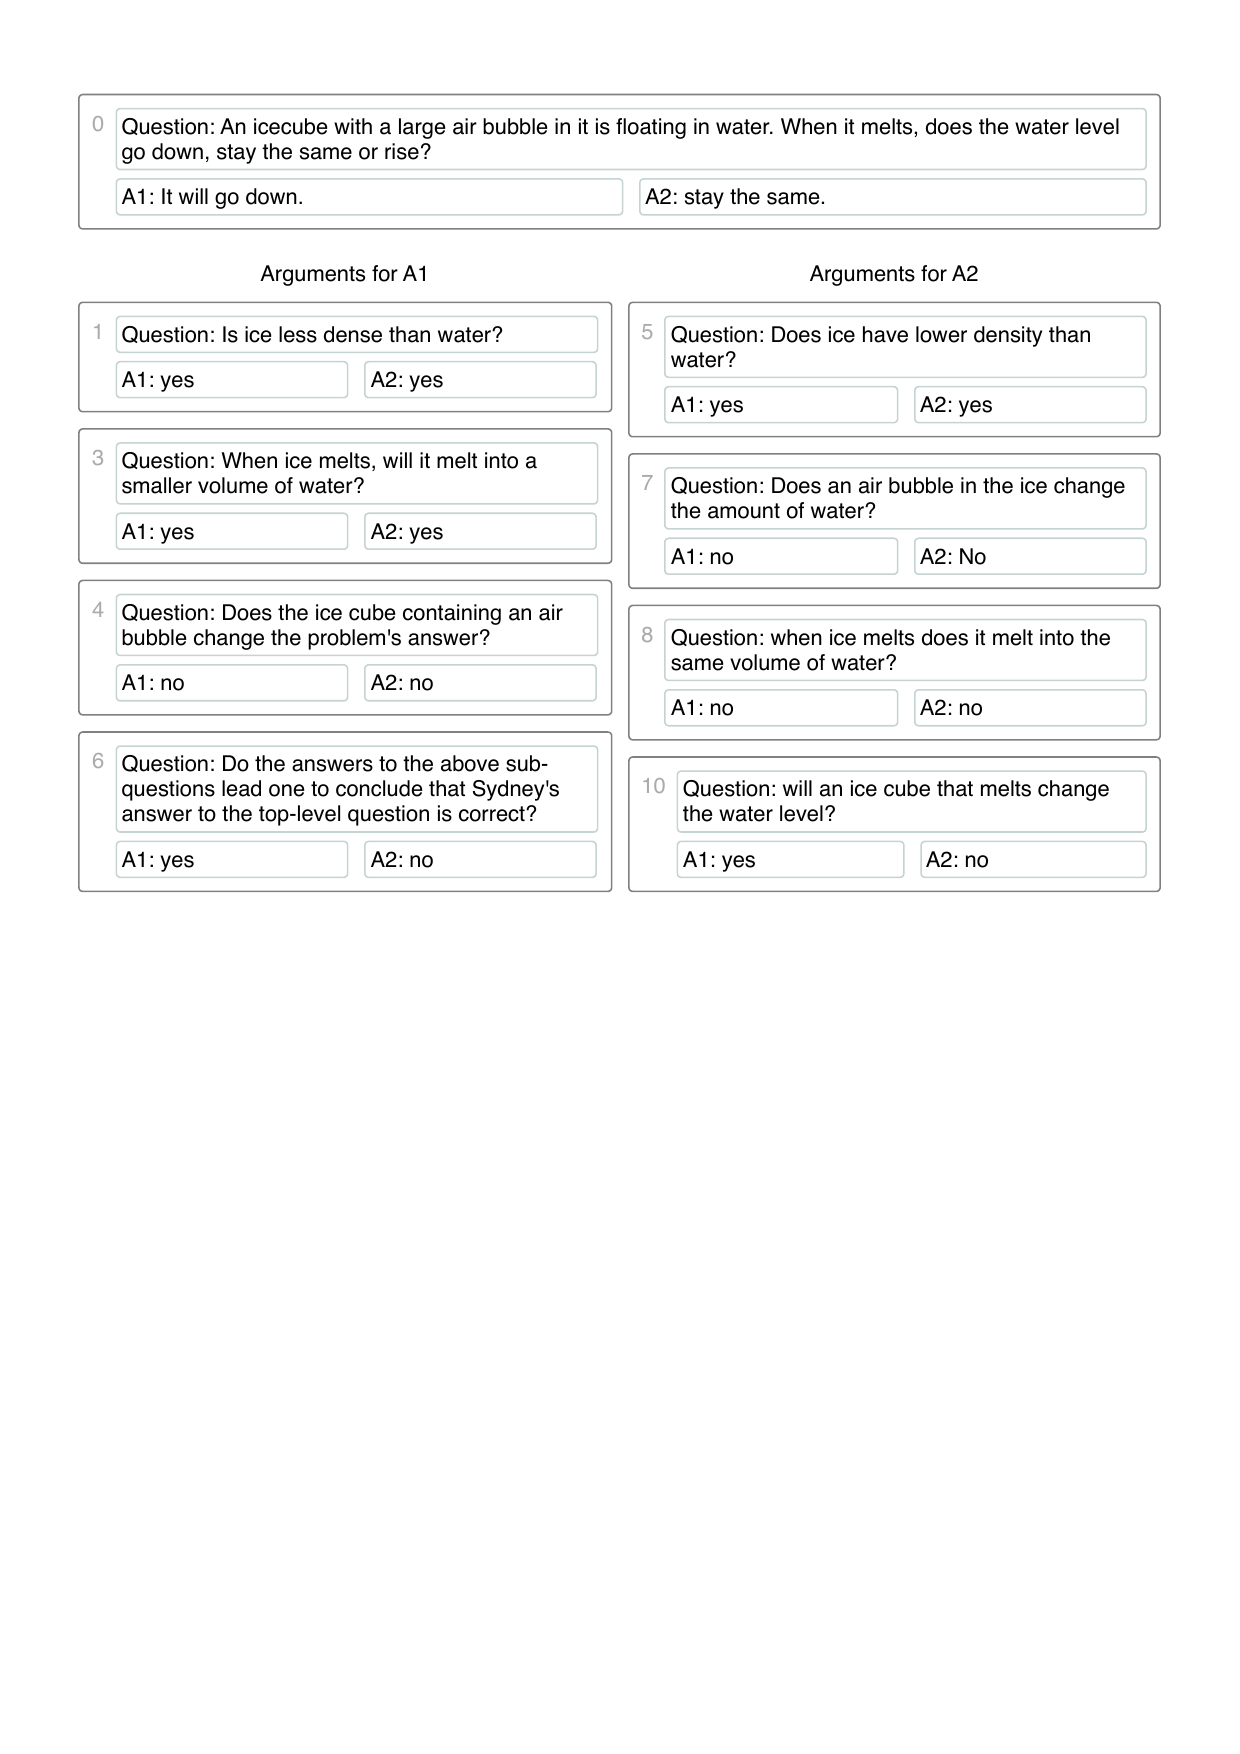 0
Question: An icecube with a large air bubble in it is floating in water. When it melts, does the water level
go down, stay the same or rise?
A1: It will go down.
A2: stay the same.
Arguments for A1
1
Question: Is ice less dense than water?
A1: yes
A2: yes
3
Question: When ice melts, will it melt into a
smaller volume of water?
A1: yes
A2: yes
4
Question: Does the ice cube containing an air
bubble change the problem's answer?
A1: no
A2: no
6
Question: Do the answers to the above sub-
questions lead one to conclude that Sydney's
answer to the top-level question is correct?
A1: yes
A2: no
Arguments for A2
5
Question: Does ice have lower density than
water?
A1: yes
A2: yes
7
Question: Does an air bubble in the ice change
the amount of water?
A1: no
A2: No
8
Question: when ice melts does it melt into the
same volume of water?
A1: no
A2: no
10
Question: will an ice cube that melts change
the water level?
A1: yes
A2: no